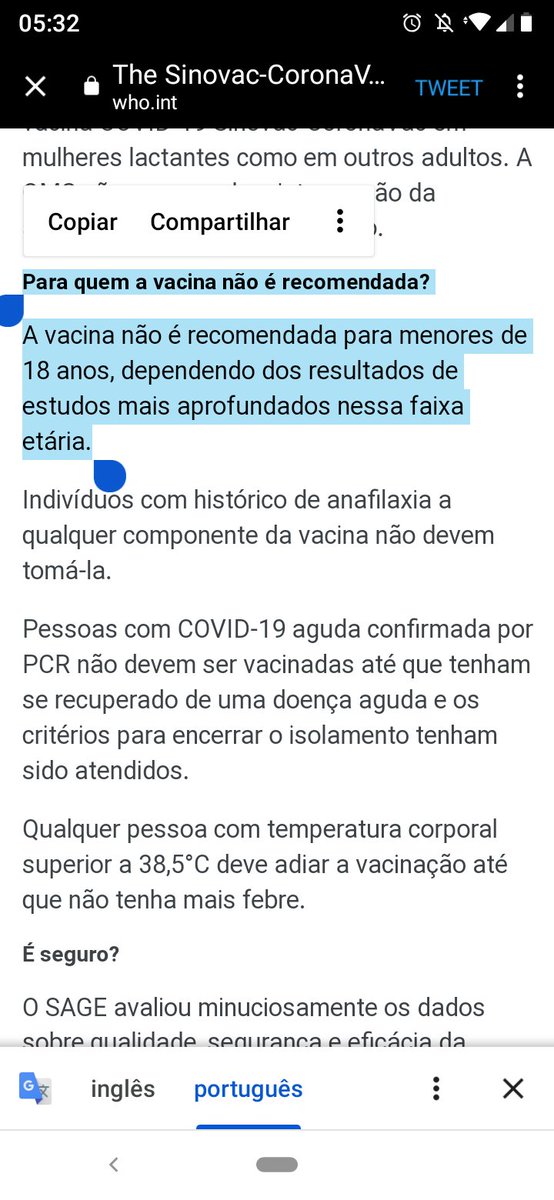 05:32
The Sinovac-CoronaV...
who.int
TWEET
mulheres lactantes como em outros adultos. A
ão da
Copiar Compartilhar
Para quem a vacina não é recomendada?
A vacina não é recomendada para menores de
18 anos, dependendo dos resultados de
estudos mais aprofundados nessa faixa
etária.
Indivíduos com histórico de anafilaxia a
qualquer componente da vacina não devem
tomá-la.
Pessoas com COVID-19 aguda confirmada por
PCR não devem ser vacinadas até que tenham
se recuperado de uma doença aguda e os
critérios para encerrar o isolamento tenham
sido atendidos.
Qualquer pessoa com temperatura corporal
superior a 38,5°C deve adiar a vacinação até
que não tenha mais febre.
É seguro?
O SAGE avaliou minuciosamente os dados
sobre qualidade, segurança e eficácia da
inglês português